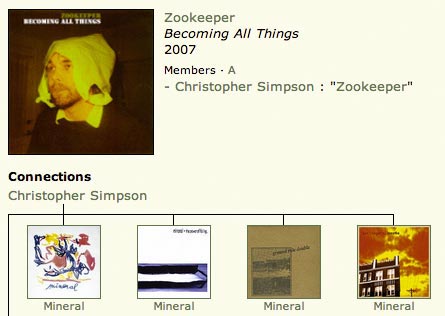 ZOOKEEPER
BECOMING ALL THINGS
Zookeeper
Becoming All Things
2007
Members · A
- Christopher Simpson : "Zookeeper"
Connections
Christopher Simpson
mineral
Mineral
Mineral
Mineral
Mineral